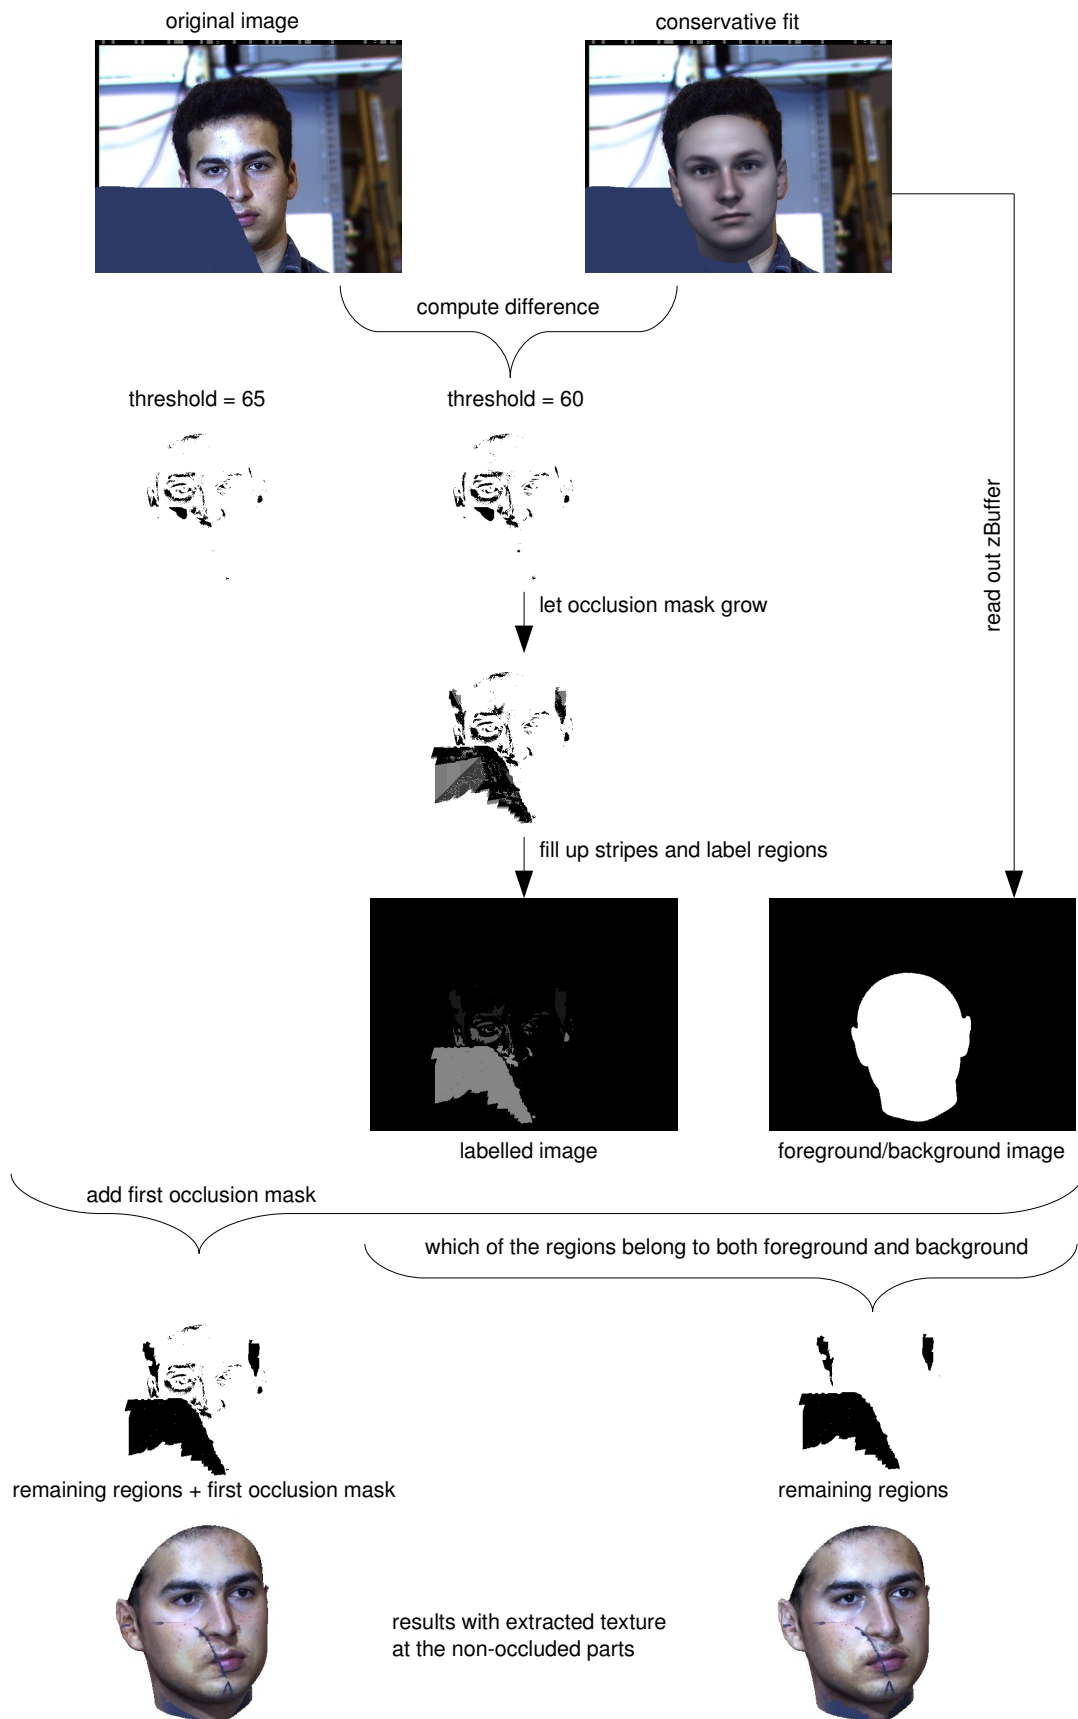 original image
conservative fit
compute difference
threshold = 65
threshold = 60
read out zBuffer
let occlusion mask grow
fill up stripes and label regions
labelled image
foreground/background image
add first occlusion mask
which of the regions belong to both foreground and background
remaining regions + first occlusion mask
remaining regions
results with extracted texture
at the non-occluded parts